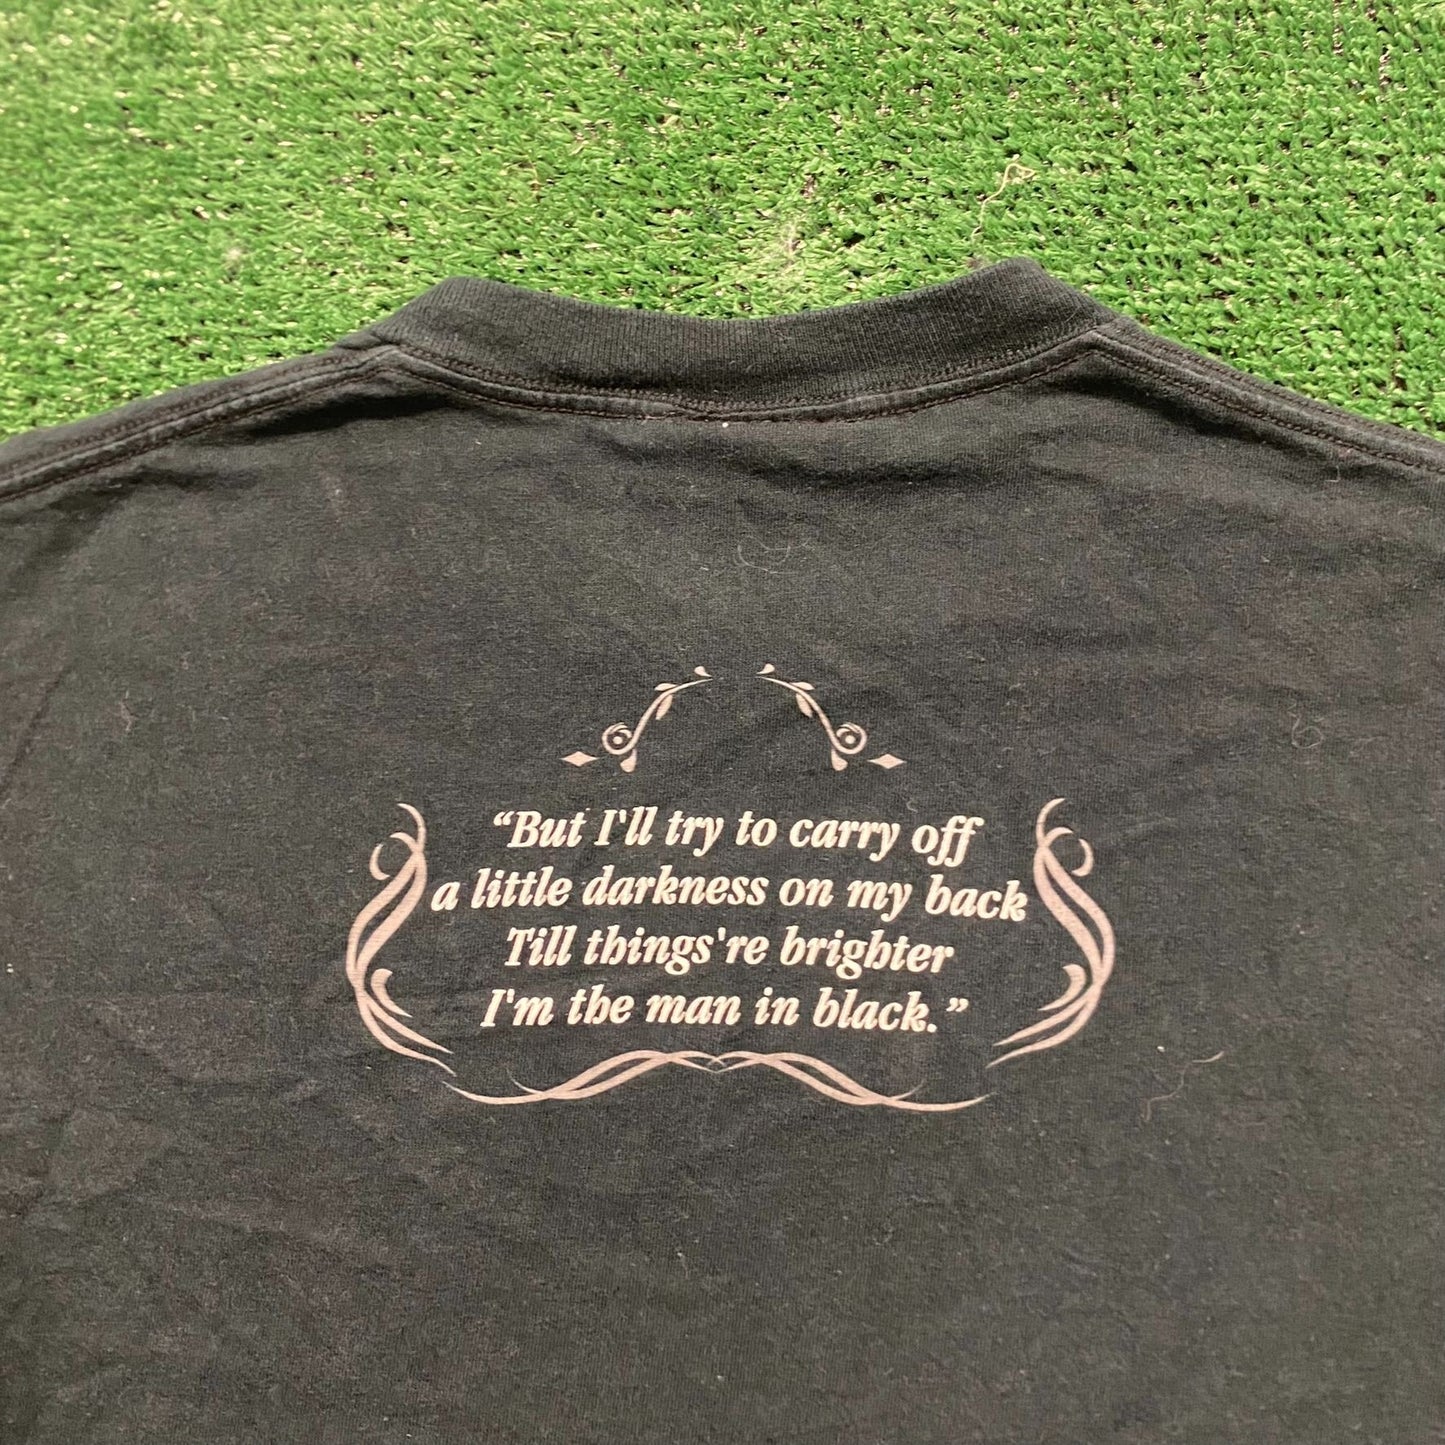 “But I'll try to carry off
a little darkness on my back
Till things're brighter
I'm the man in black.”